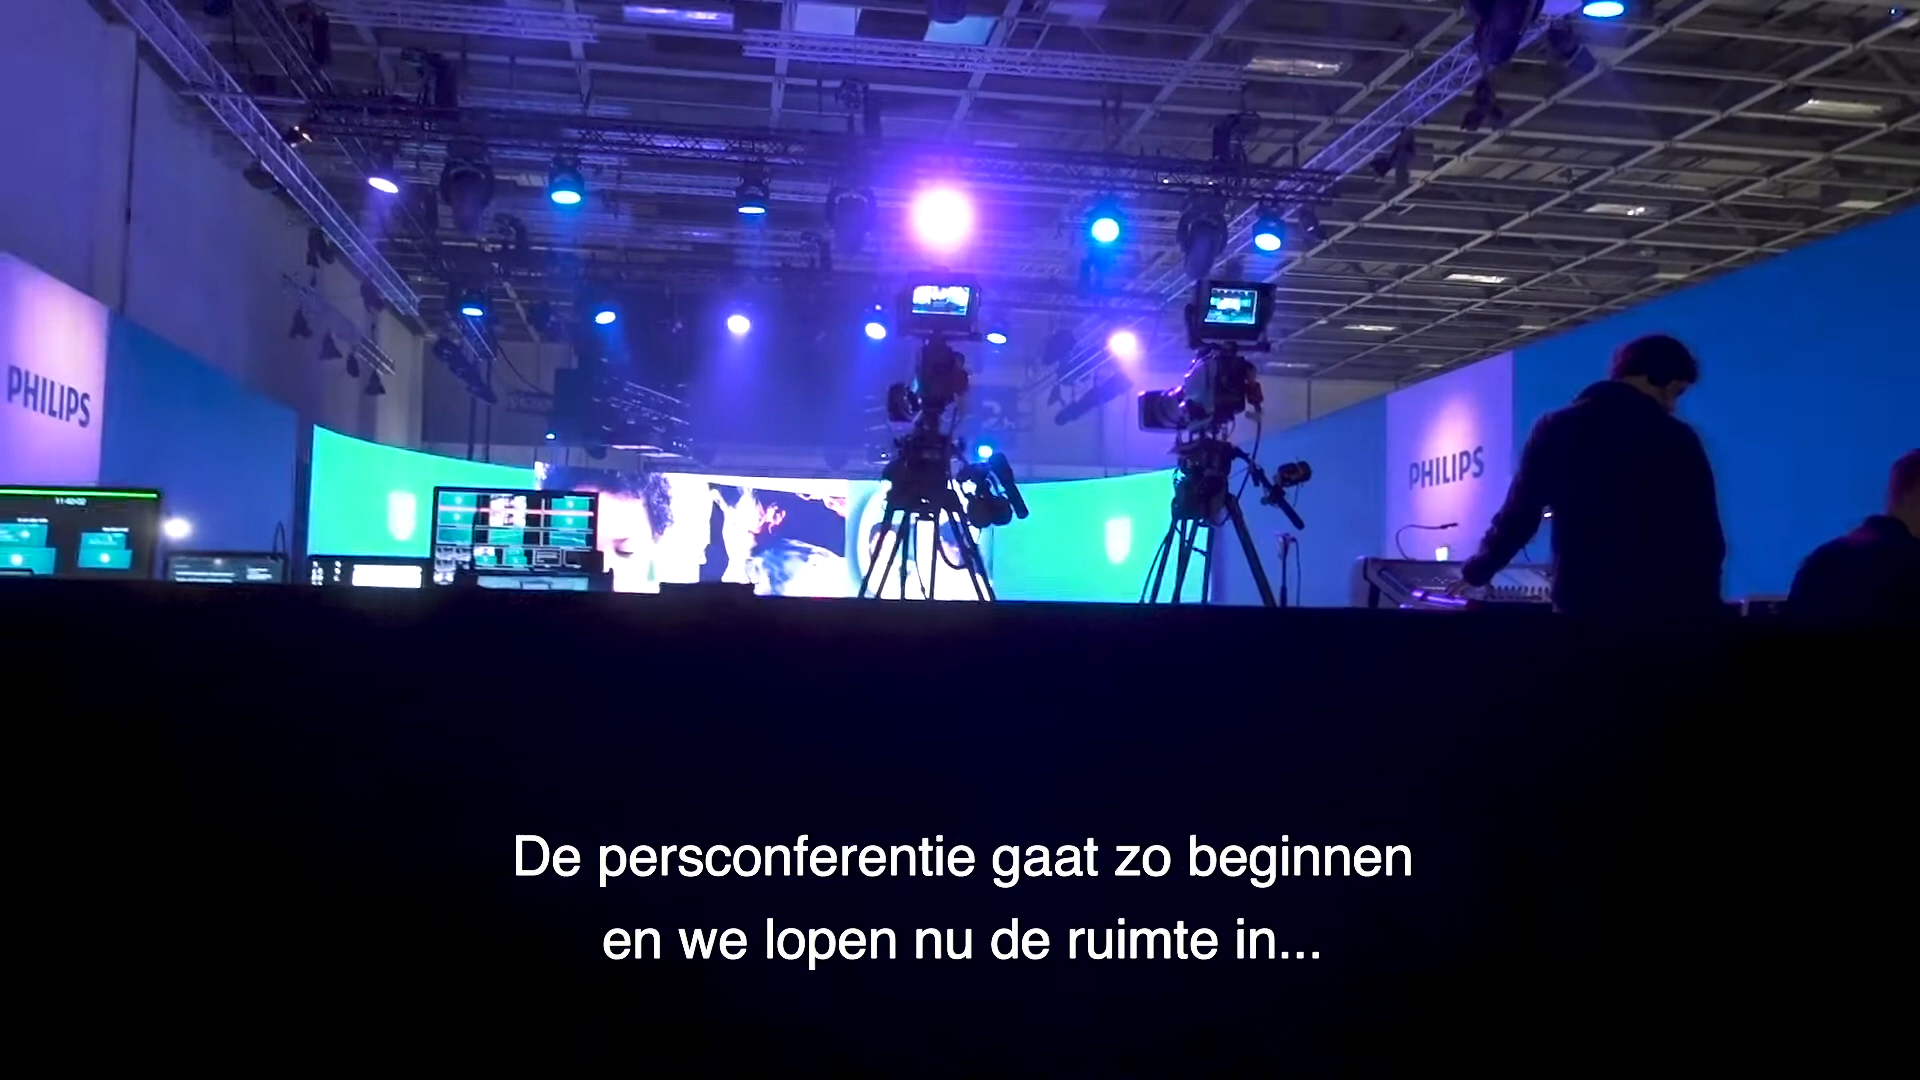 PHILIPS
PHILIPS
De persconferentie gaat zo beginnen
en we lopen nu de ruimte in...